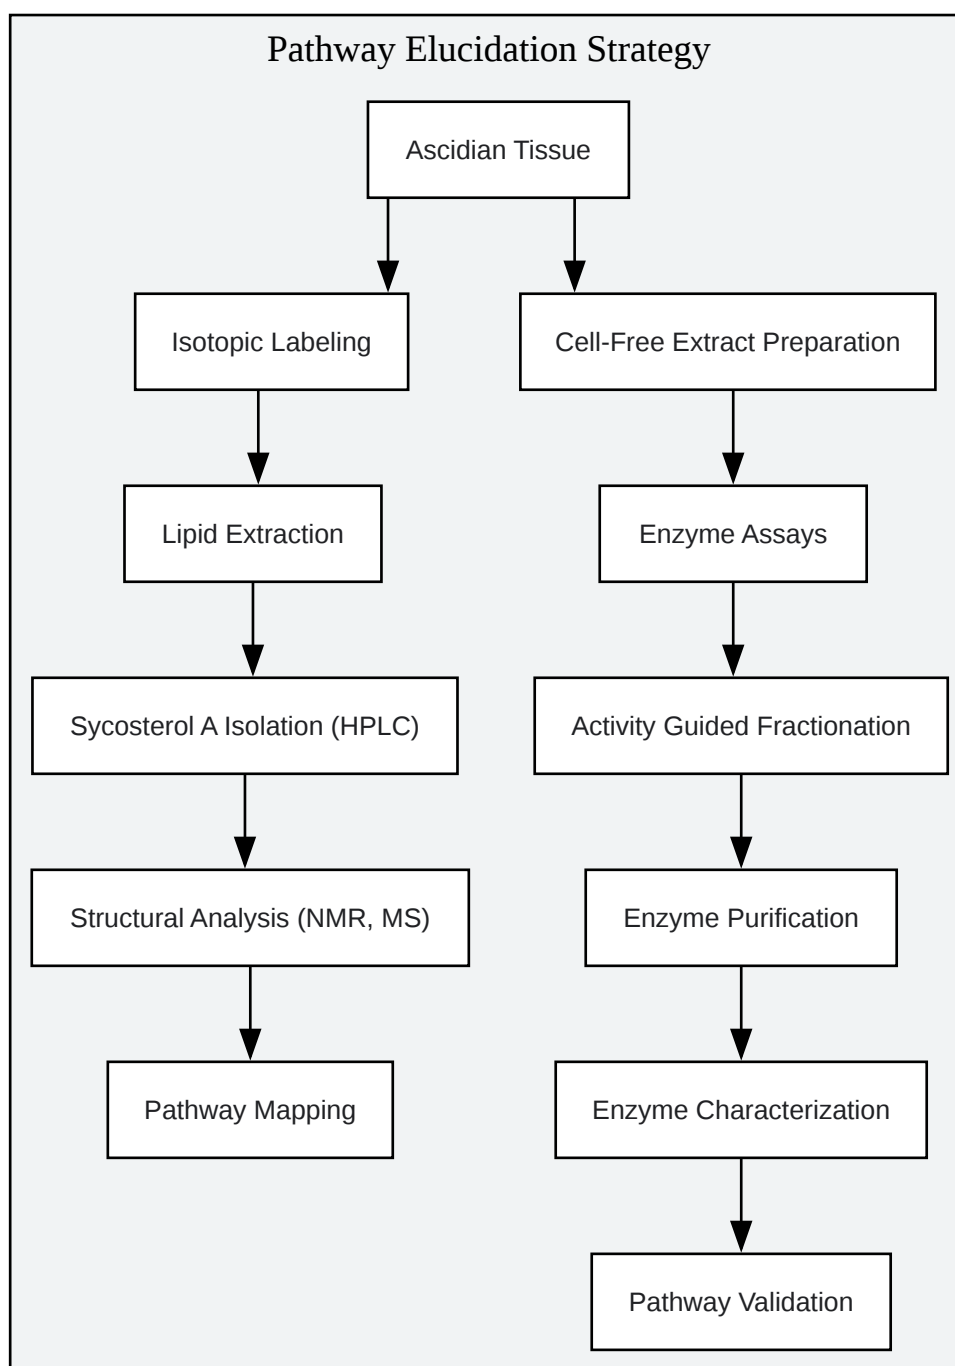 Pathway Elucidation Strategy
Ascidian Tissue
Isotopic Labeling
Cell-Free Extract Preparation
Lipid Extraction
Enzyme Assays
Sycosterol A Isolation (HPLC)
Activity Guided Fractionation
Structural Analysis (NMR, MS)
Enzyme Purification
Pathway Mapping
Enzyme Characterization
Pathway Validation